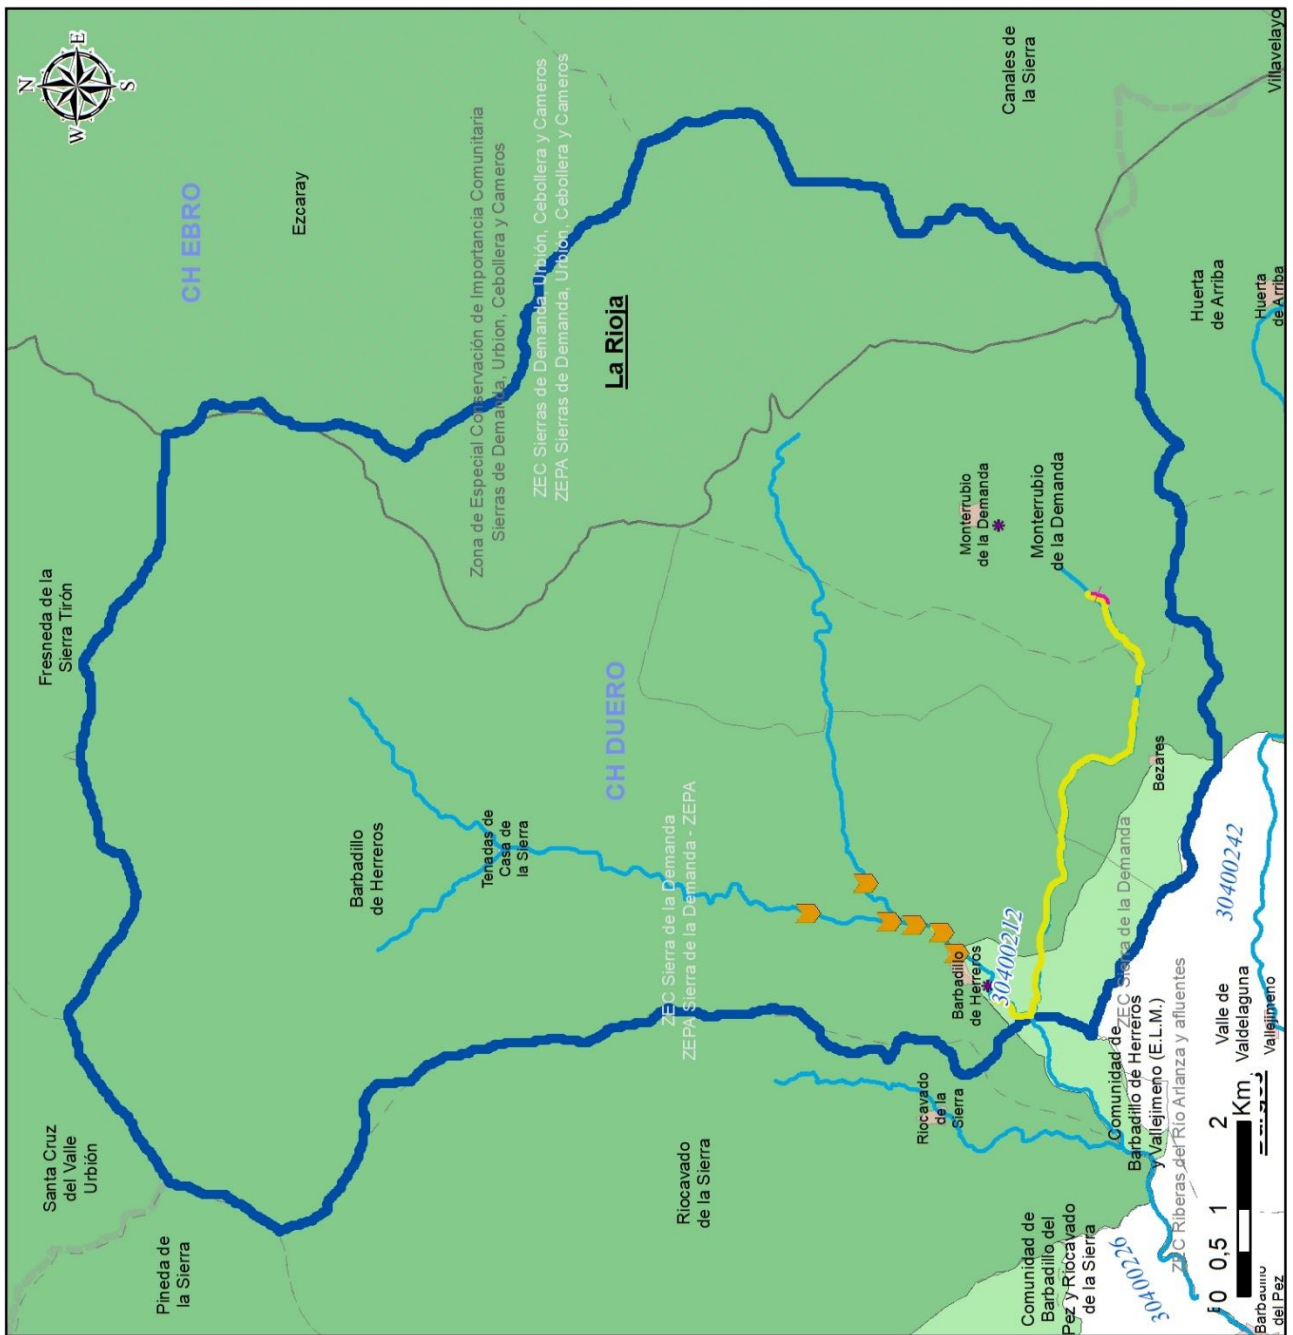 N
E
S
W
Fresneda de la
Sierra Tirón
Santa Cruz
del Valle
Urbión
Pineda de
la Sierra
CH EBRO
Ezcaray
Barbadillo
de Herreros
Tenadas de
Casa de
la Sierra
Zona de Especial Conservación de Importancia Comunitaria
Sierras de Demanda, Urbion, Cebollera y Cameros
ZEC Sierras de Demanda, Urbión, Cebollera y Cameros
ZEPA Sierras de Demanda, Urbión, Cebollera y Cameros
La Rioja
CH DUERO
ZEC Sierra de la Demanda
ZEPA Sierra de la Demanda - ZEPA
Riocavado
de la Sierra
Riocavado
de la
Sierra
Barbadillo
de Herreros
30400212
Monterrubio
de la Demanda
Monterrubio
de la Demanda
Canales de
la Sierra
Villavelayo
Huerta
de Arriba
Huerta
de Arriba
Bezares
ZEC Sierra de la Demanda
30400242
Comunidad de
Barbadillo de Herreros
y Vallejimeno (E.L.M.)
ZEC Riberas del Río Arlanza y afluentes
Comunidad de
Barbadillo del
Pez y Riocavado
de la Sierra
30400226
Valle de
Valdelaguna
Vallejimeno
0 0,5 1 2
Km
Barbadillo
del Pez